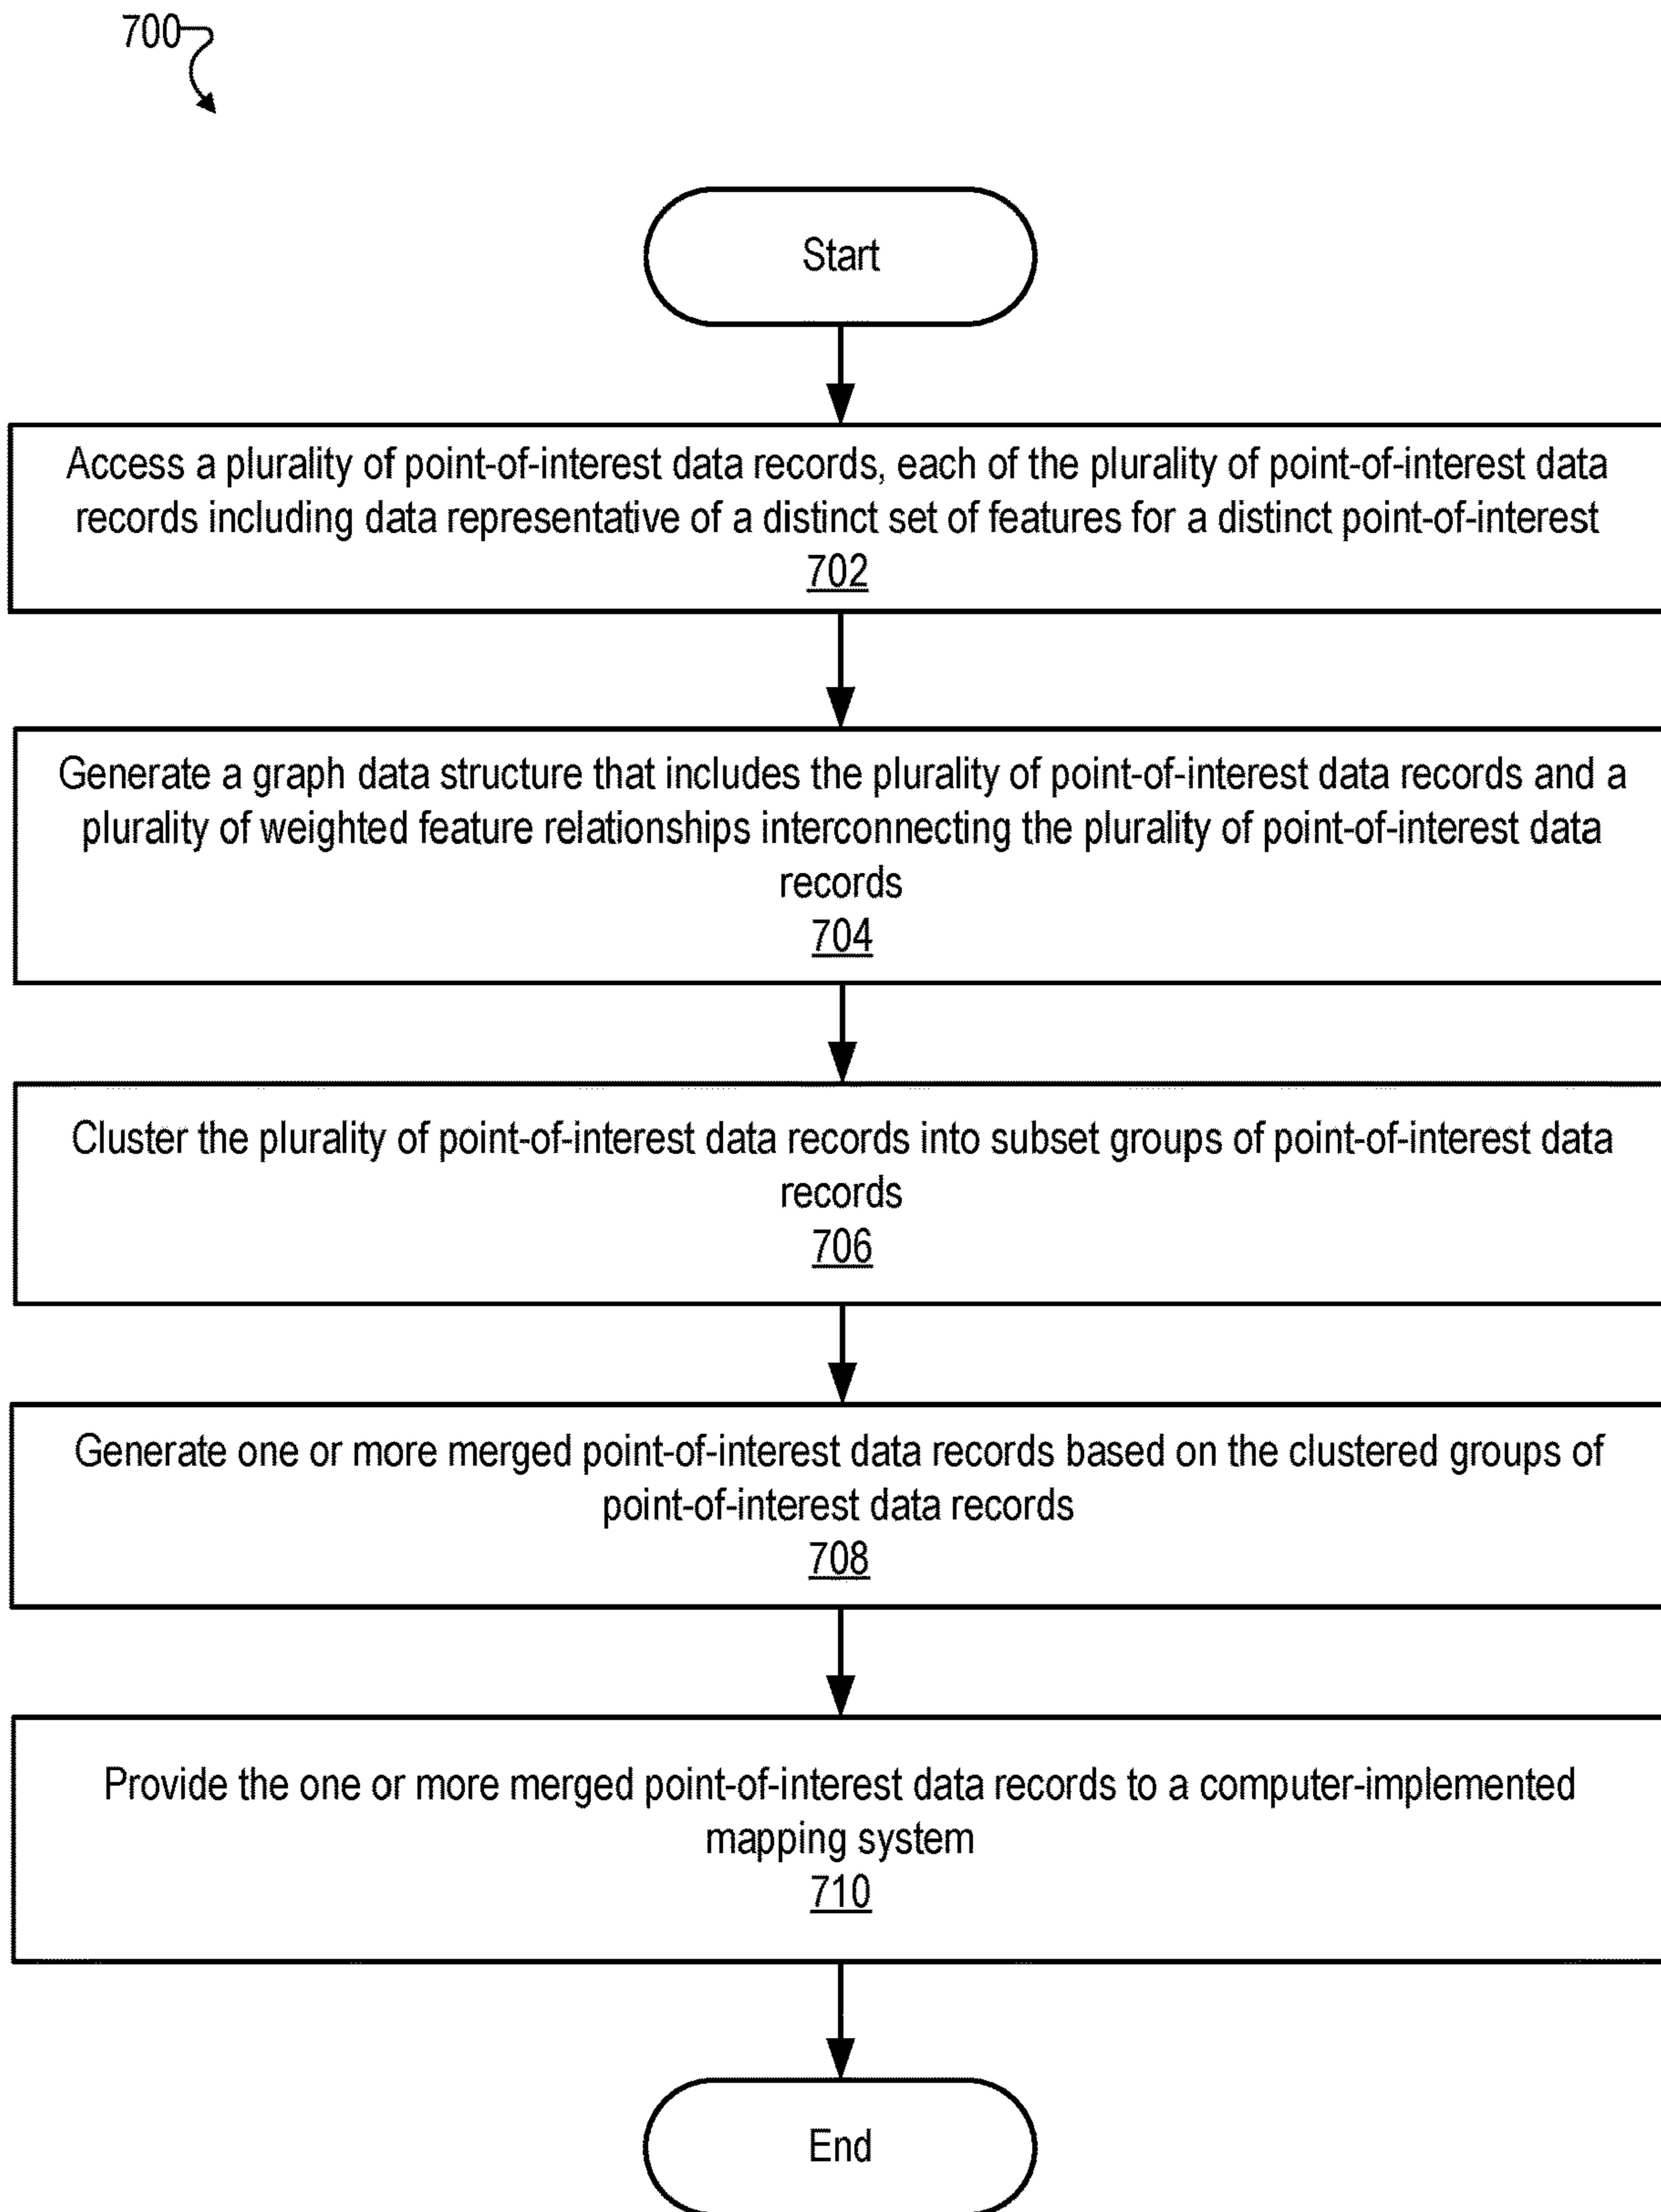 700
Start
Access a plurality of point-of-interest data records, each of the plurality of point-of-interest data
records including data representative of a distinct set of features for a distinct point-of-interest
702
Generate a graph data structure that includes the plurality of point-of-interest data records and a
plurality of weighted feature relationships interconnecting the plurality of point-of-interest data
records
704
Cluster the plurality of point-of-interest data records into subset groups of point-of-interest data
records
706
Generate one or more merged point-of-interest data records based on the clustered groups of
point-of-interest data records
708
Provide the one or more merged point-of-interest data records to a computer-implemented
mapping system
710
End